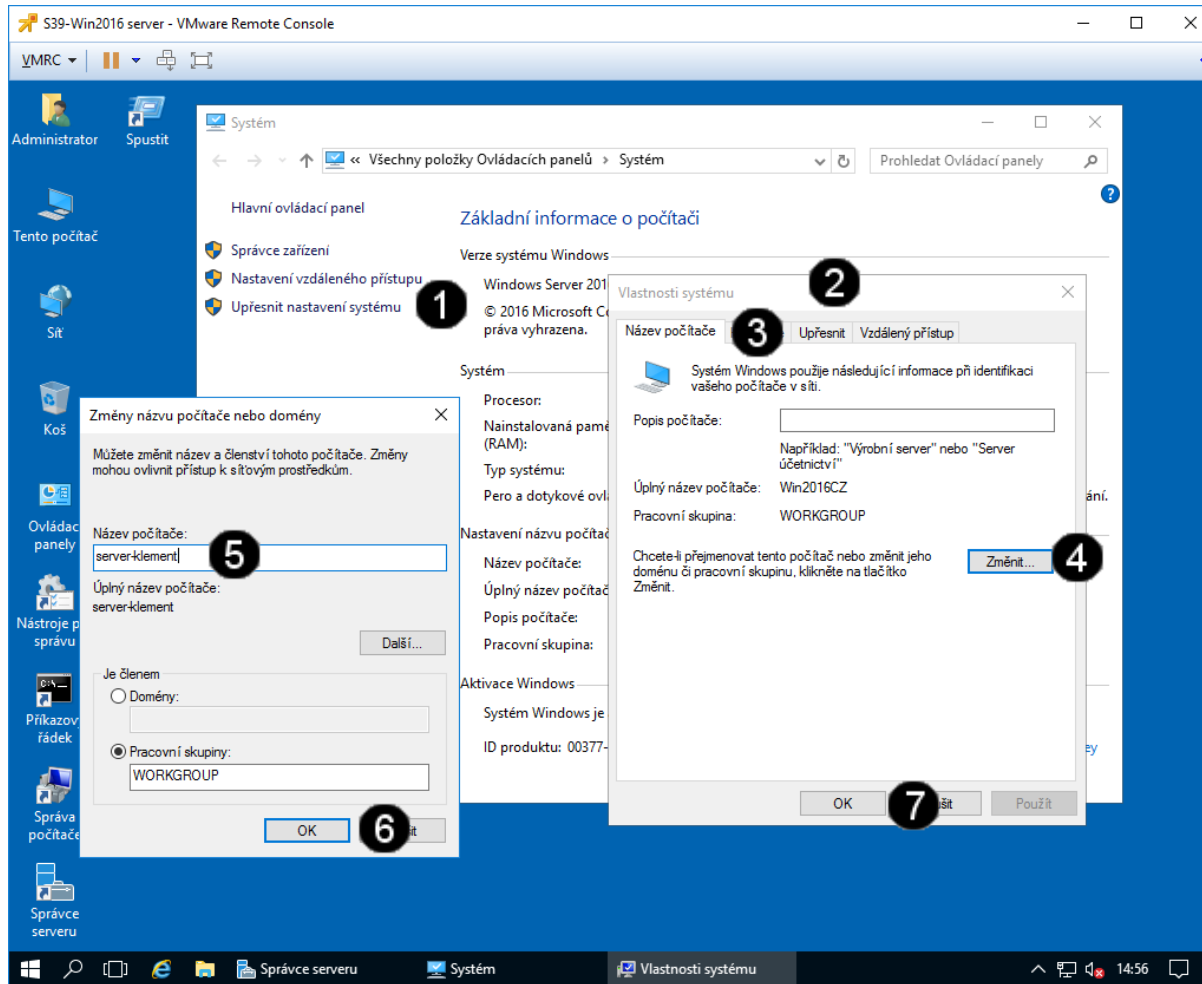 S39-Win2016 server - VMware Remote Console
VMRC
Administrator
Spustit
Tento počítač
Síť
Koš
Ovládac
panely
Nástroje p
správu
Příkazov
řádek
Správa
počítače
Správce
serveru
Systém
« Všechny položky Ovládacích panelů › Systém
Prohledat Ovládací panely
Hlavní ovládací panel
Správce zařízení
Nastavení vzdáleného přístupu
Upřesnit nastavení systému
1
Základní informace o počítači
Verze systému Windows
Windows Server 201
© 2016 Microsoft Co
práva vyhrazena.
Systém
Procesor:
Nainstalovaná pamě
(RAM):
Typ systému:
Pero a dotykové ovlá
ání.
Nastavení názvu počítač
Název počítače:
Úplný název počítač
Popis počítače:
Pracovní skupina:
Aktivace Windows
Systém Windows je
ID produktu: 00377-
ey
Vlastnosti systému
2
Název počítače
3
Upřesnit
Vzdálený přístup
Systém Windows použije následující informace při identifikaci
vašeho počítače v síti.
Popis počítače:
Například: "Výrobní server" nebo "Server
účetnictví"
Úplný název počítače: Win2016CZ
Pracovní skupina: WORKGROUP
Chcete-li přejmenovat tento počítač nebo změnit jeho
doménu či pracovní skupinu, klikněte na tlačítko
Změnit.
Změnit...
4
OK
7
šit
Použít
Změny názvu počítače nebo domény
Můžete změnit název a členství tohoto počítače. Změny
mohou ovlivnit přístup k síťovým prostředkům.
Název počítače:
server-klement
5
Úplný název počítače:
server-klement
Další...
Je členem
Domény:
Pracovní skupiny:
WORKGROUP
OK
6
it
Správce serveru
Systém
Vlastnosti systému
14:56